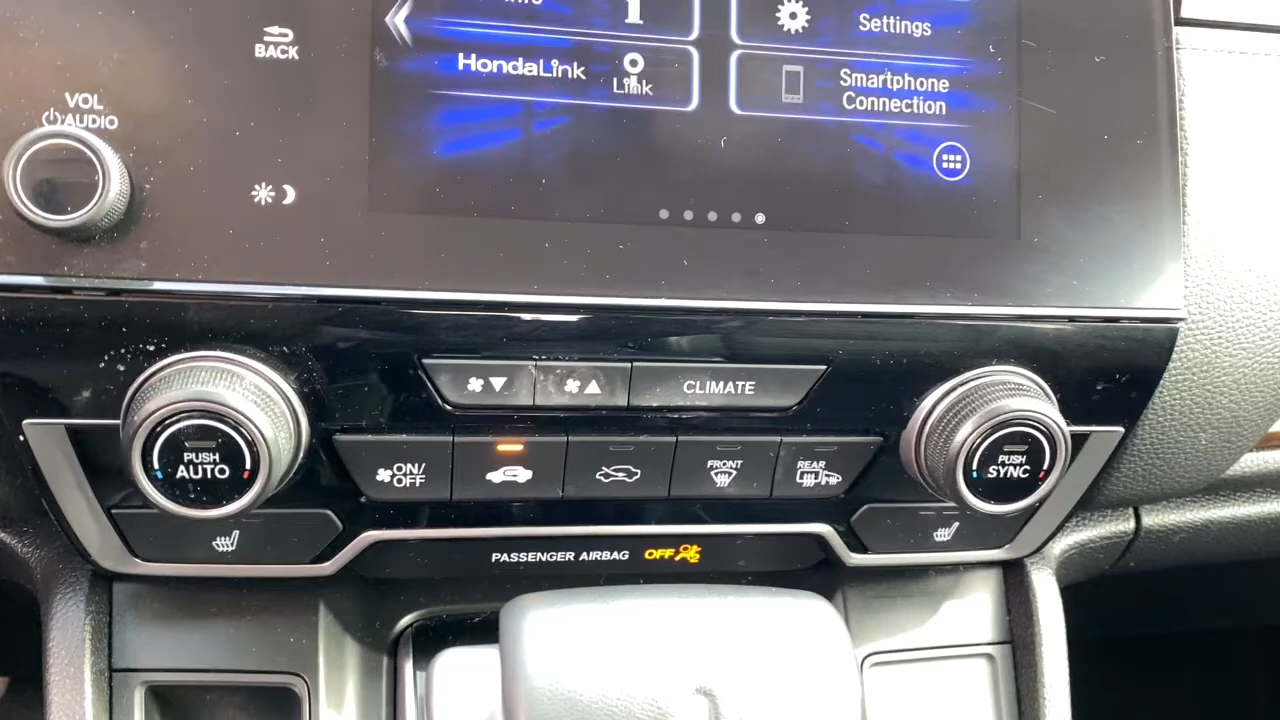 Info
Settings
BACK
HondaLink
Link
Smartphone
Connection
VOL
AUDIO
CLIMATE
PUSH
AUTO
ON/
OFF
FRONT
REAR
PUSH
SYNC
PASSENGER AIRBAG OFF